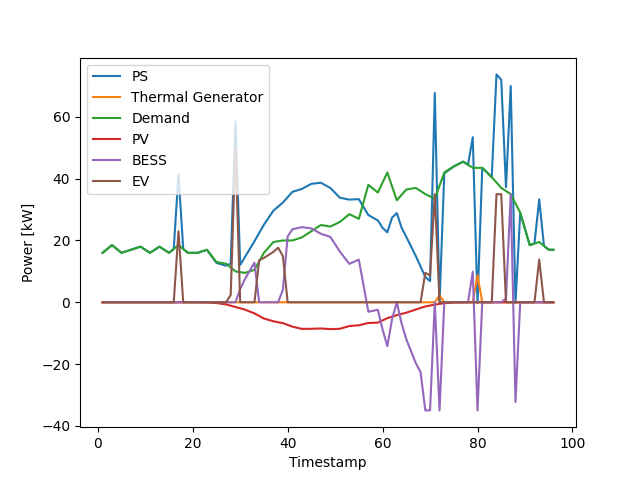 PS
Thermal Generator
Demand
PV
BESS
EV
Power [kW]
60
40
20
0
−20
−40
0 20 40 60 80 100
Timestamp